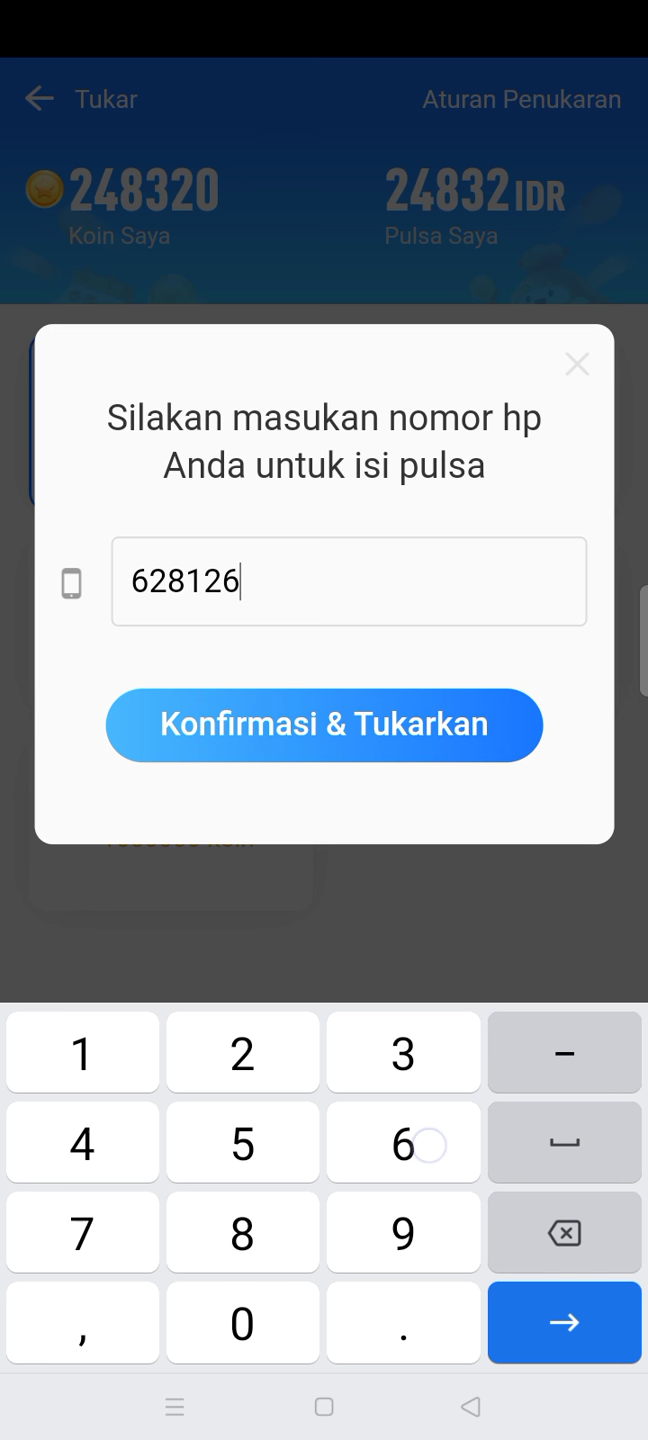 Tukar
Aturan Penukaran
248320
24832 IDR
Koin Saya
Pulsa Saya
Silakan masukan nomor hp
Anda untuk isi pulsa
628126
Konfirmasi & Tukarkan
1 2 3 –
4 5 6
7 8 9
, 0 .